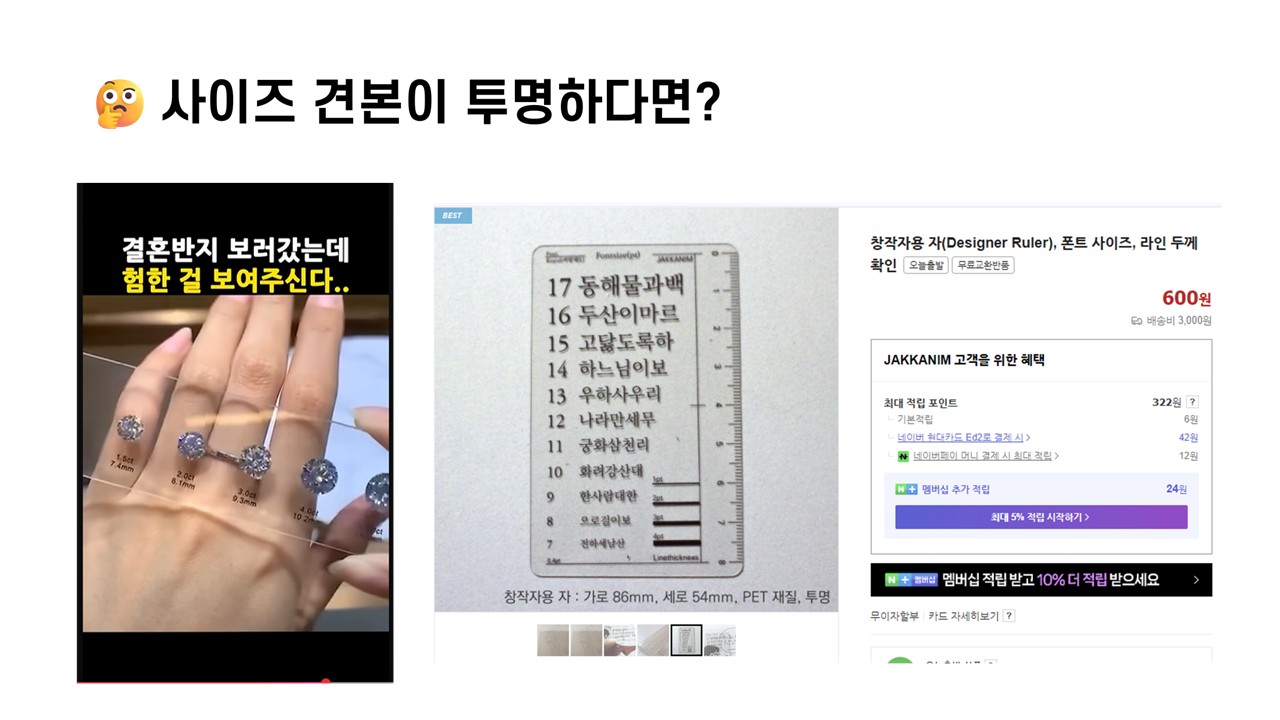 🤔 사이즈 견본이 투명하다면?
결혼반지 보러갔는데
험한 걸 보여주신다..
1.5ct
7.4mm
2.0ct
8.1mm
3.0ct
9.3mm
4.0ct
10.2m
ct
BEST
Fontsize(pt)
JAKKANIM
17 동해물과백
16 두산이마르
15 고닳도록하
14 하느님이보
13 우하사우리
12 나라만세무
11 궁화삼천리
10 화려강산대
9 한사람대한
8 으로길이보
7 전하세남산
0 1 2 3 4 5 6 7 8
1pt
2pt
3pt
4pt
Linethickness
창작자용 자 : 가로 86mm, 세로 54mm, PET 재질, 투명
창작자용 자(Designer Ruler), 폰트 사이즈, 라인 두께
확인 오늘출발 무료교환반품
600원
배송비 3,000원
JAKKANIM 고객을 위한 혜택
최대 적립 포인트 322원 ?
기본적립 6원
네이버 현대카드 Ed2로 결제 시 > 42원
네이버페이 머니 결제 시 최대 적립 > 12원
N+ 멤버십 추가 적립 24원
최대 5% 적립 시작하기 >
N+ 멤버십 멤버십 적립 받고 10% 더 적립 받으세요 >
무이자할부 카드 자세히보기 ?